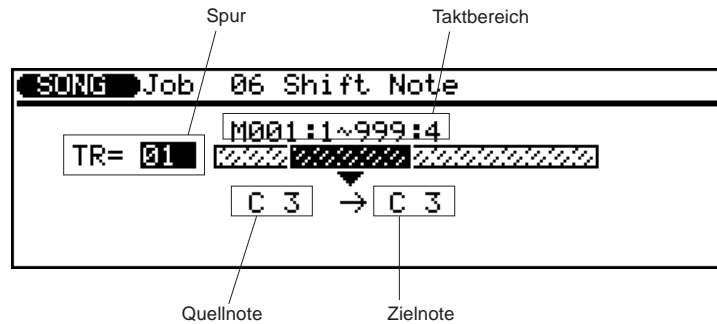 Spur Taktbereich
SONG Job 06 Shift Note
M001:1~999:4
TR= 01
C 3 → C 3
Quellnote Zielnote